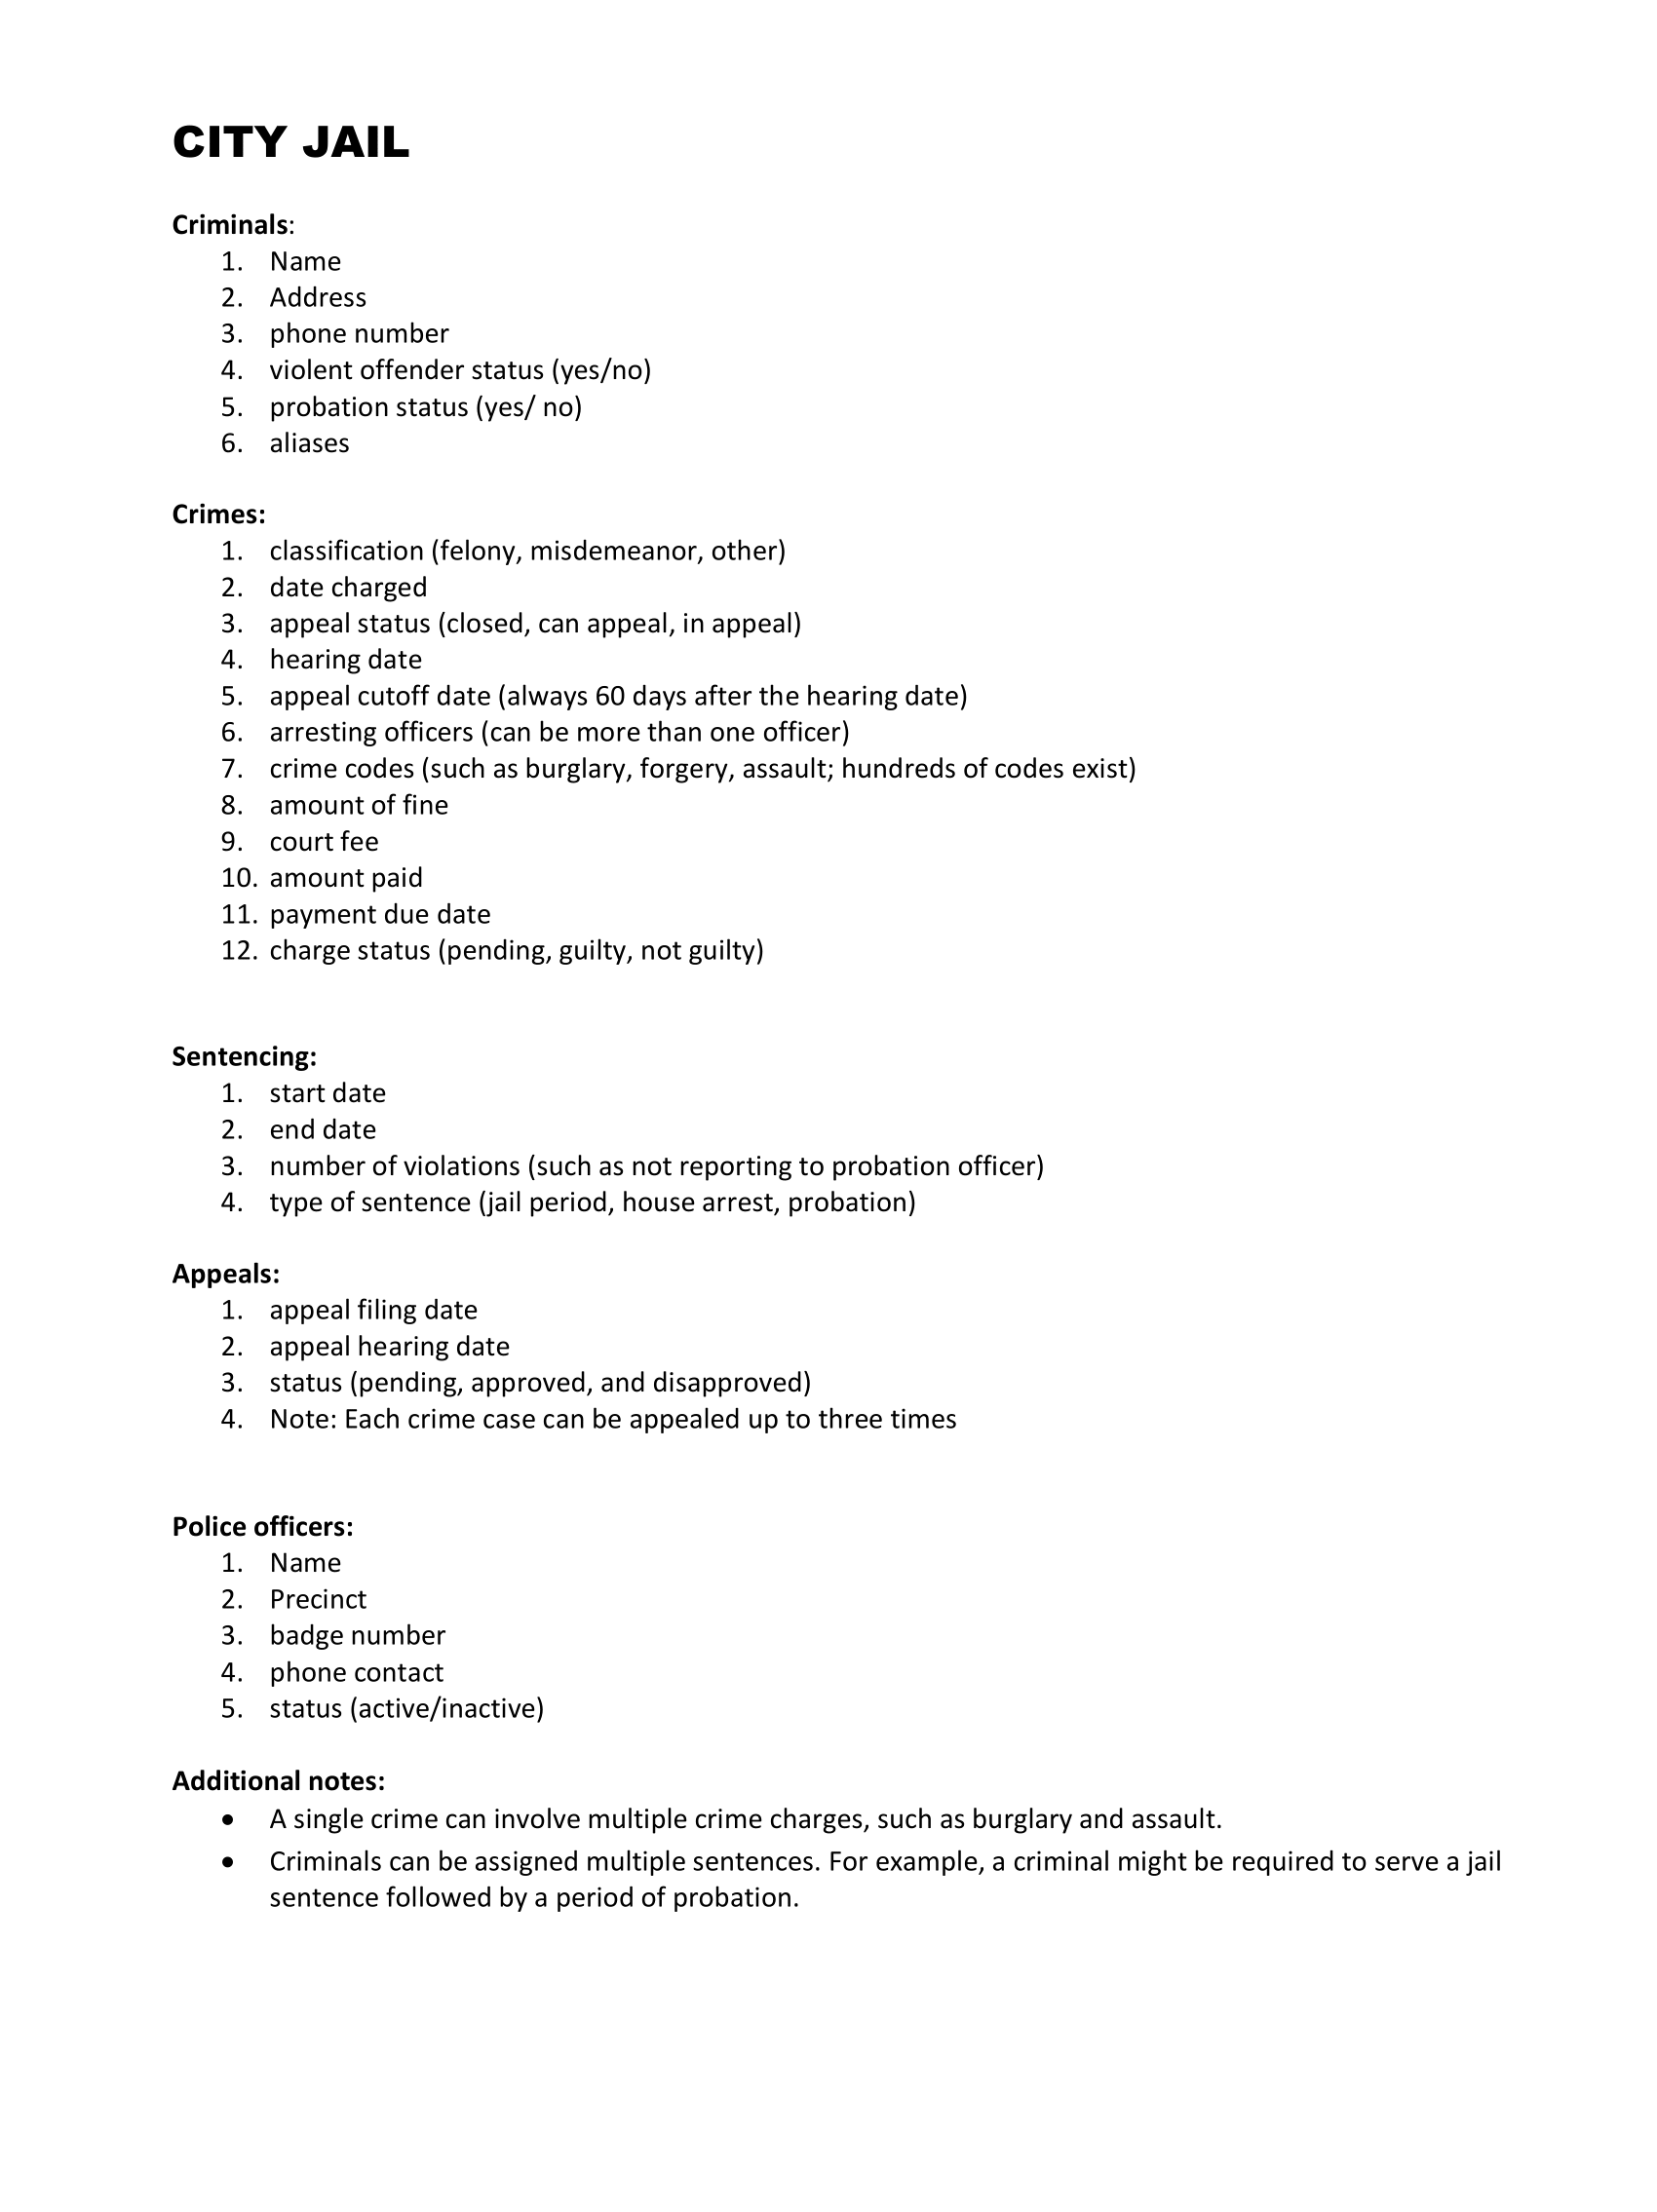 CITY JAIL
Criminals:
1. Name
2. Address
3. phone number
4. violent offender status (yes/no)
5. probation status (yes/ no)
6. aliases
Crimes:
1. classification (felony, misdemeanor, other)
2. date charged
3. appeal status (closed, can appeal, in appeal)
4. hearing date
5. appeal cutoff date (always 60 days after the hearing date)
6. arresting officers (can be more than one officer)
7. crime codes (such as burglary, forgery, assault; hundreds of codes exist)
8. amount of fine
9. court fee
10. amount paid
11. payment due date
12. charge status (pending, guilty, not guilty)
Sentencing:
1. start date
2. end date
3. number of violations (such as not reporting to probation officer)
4. type of sentence (jail period, house arrest, probation)
Appeals:
1. appeal filing date
2. appeal hearing date
3. status (pending, approved, and disapproved)
4. Note: Each crime case can be appealed up to three times
Police officers:
1. Name
2. Precinct
3. badge number
4. phone contact
5. status (active/inactive)
Additional notes:
• A single crime can involve multiple crime charges, such as burglary and assault.
• Criminals can be assigned multiple sentences. For example, a criminal might be required to serve a jail
sentence followed by a period of probation.